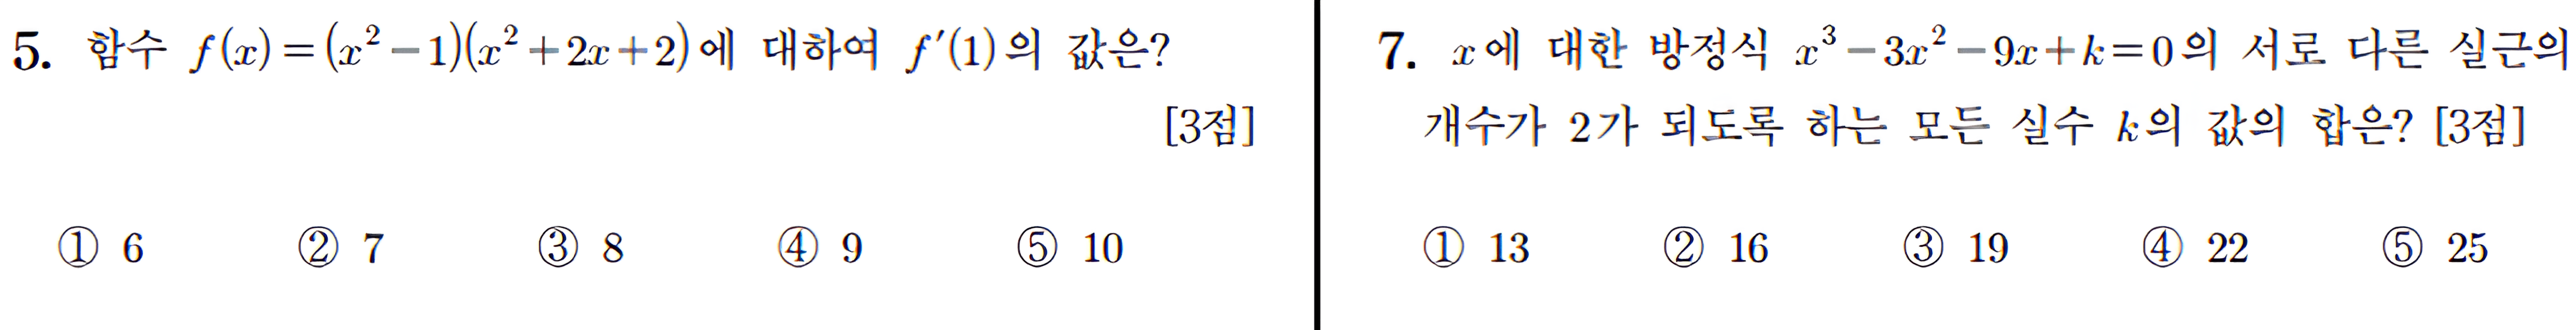 5. 함수 f(x)=(x²-1)(x²+2x+2)에 대하여 f′(1)의 값은?
[3점]
① 6 ② 7 ③ 8 ④ 9 ⑤ 10
7. x에 대한 방정식 x³-3x²-9x+k=0의 서로 다른 실근의
개수가 2가 되도록 하는 모든 실수 k의 값의 합은? [3점]
① 13 ② 16 ③ 19 ④ 22 ⑤ 25